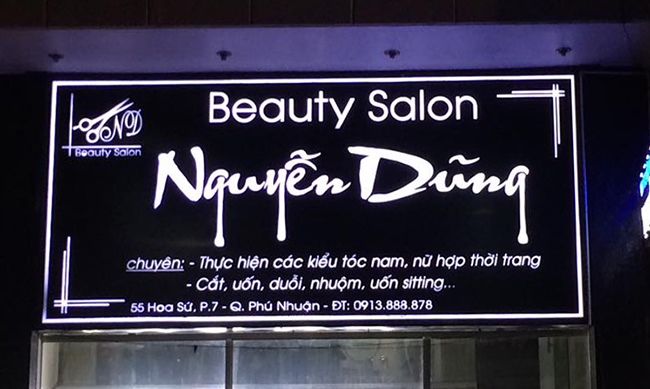 ND
Beauty Salon
Beauty Salon
Nguyễn Dũng
chuyên: - Thực hiện các kiểu tóc nam, nữ hợp thời trang
- Cắt, uốn, duỗi, nhuộm, uốn sitting...
55 Hoa Sứ, P.7 - Q. Phú Nhuận - ĐT: 0913.888.878